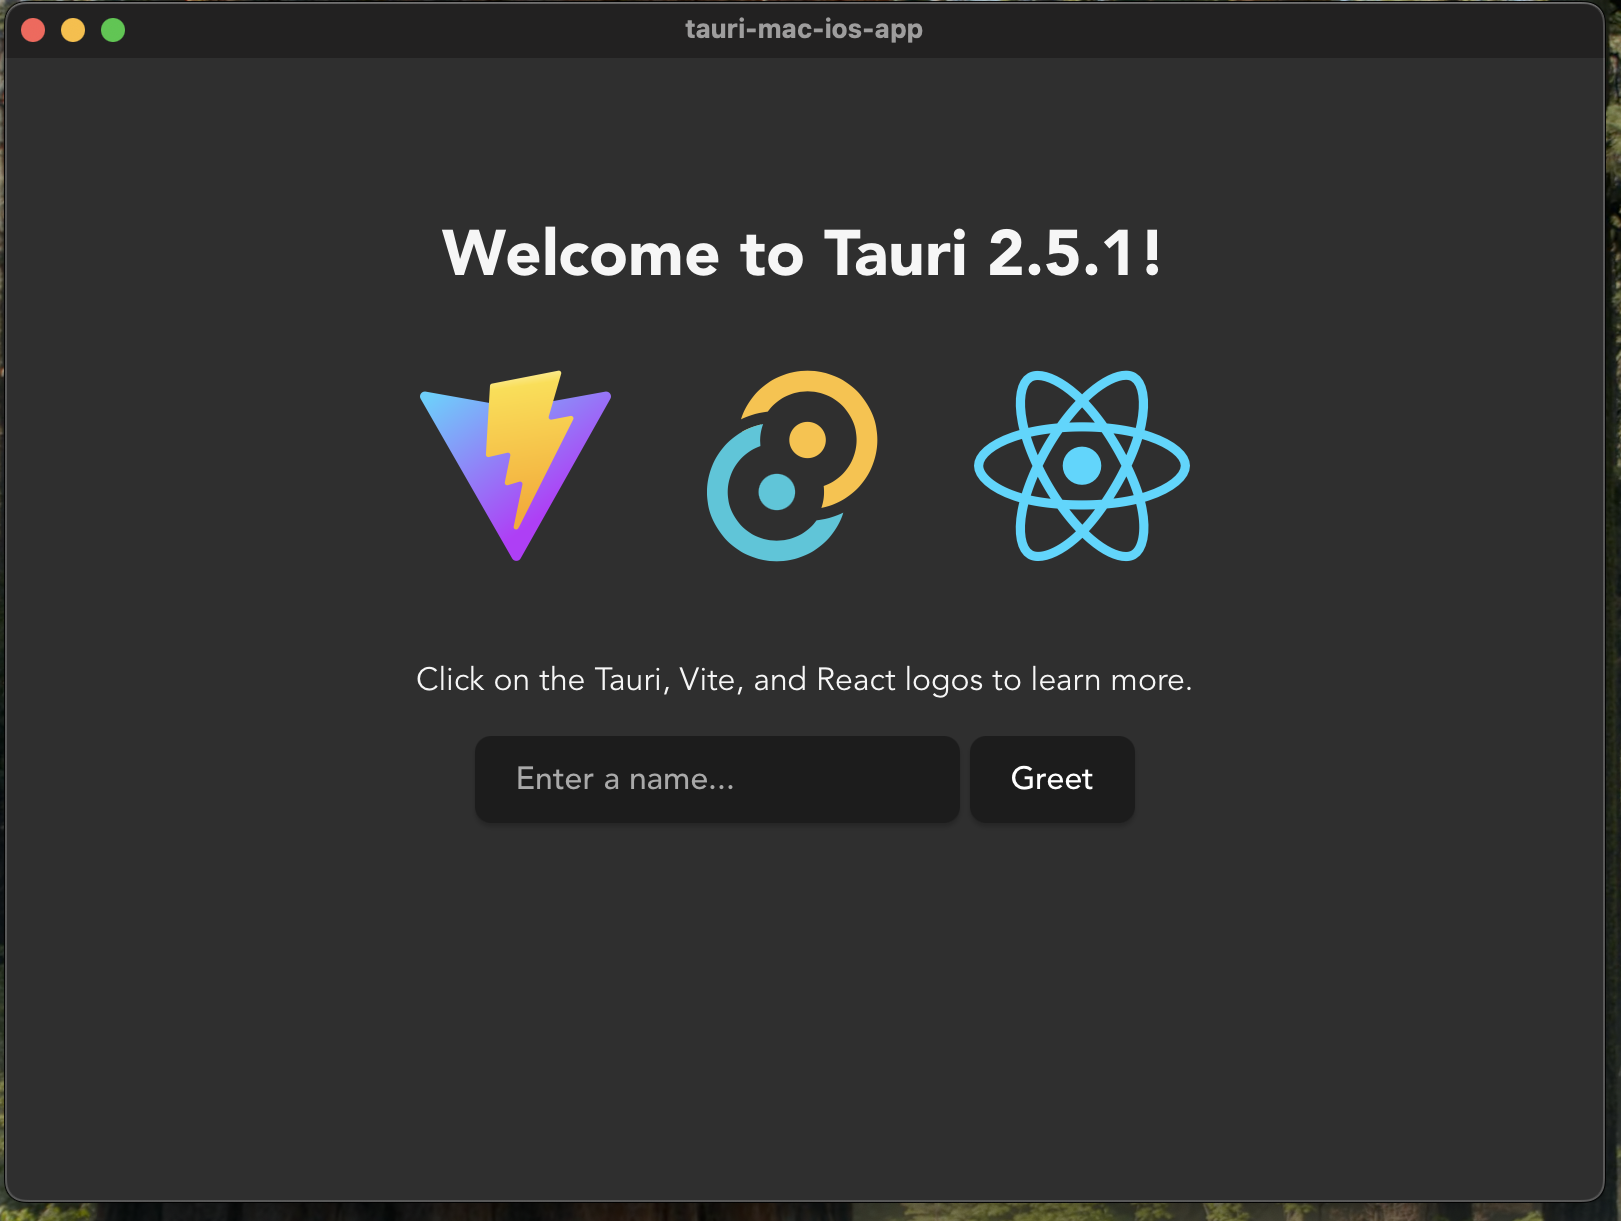 tauri-mac-ios-app
Welcome to Tauri 2.5.1!
Click on the Tauri, Vite, and React logos to learn more.
Enter a name...
Greet